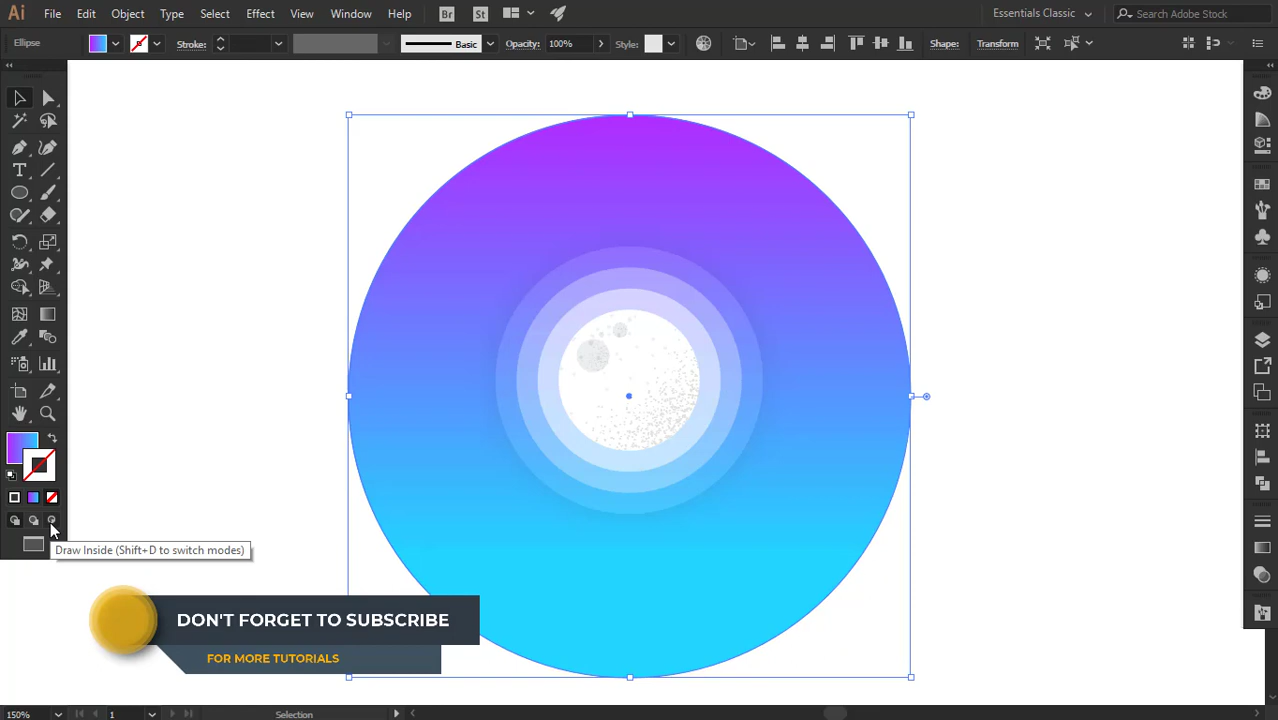 Ai File Edit Object Type Select Effect View Window Help Br St Essentials Classic Search Adobe Stock
Ellipse Stroke: Basic Opacity: 100% Style: Shape: Transform
Draw Inside (Shift+D to switch modes)
DON'T FORGET TO SUBSCRIBE
FOR MORE TUTORIALS
150% 1 Selection